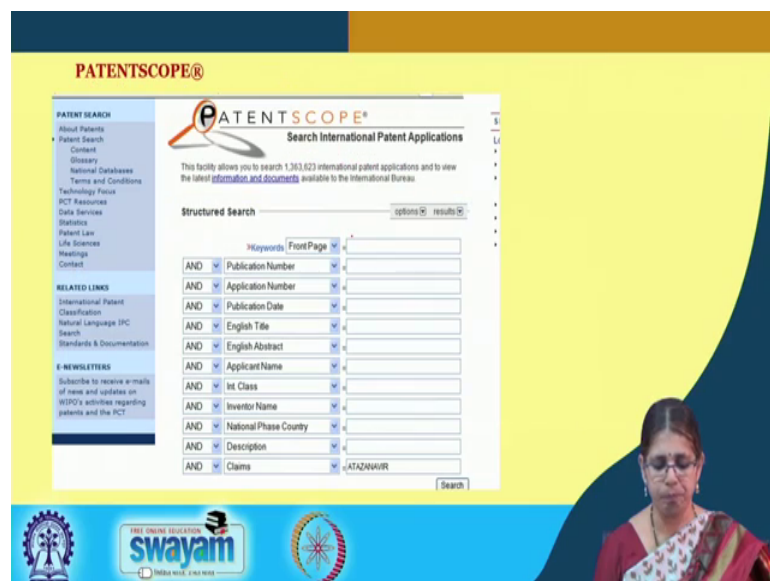 PATENTSCOPE®
PATENT SEARCH
About Patents
Patent Search
Content
Glossary
National Databases
Terms and Conditions
Technology Focus
PCT Resources
Data Services
Statistics
Patent Law
Life Sciences
Meetings
Contact
RELATED LINKS
International Patent
Classification
Natural Language IPC
Search
Standards & Documentation
E-NEWSLETTERS
Subscribe to receive e-mails
of news and updates on
WIPO's activities regarding
patents and the PCT
PATENTSCOPE®
Search International Patent Applications
This facility allows you to search 1,363,623 international patent applications and to view
the latest information and documents available to the International Bureau.
Structured Search options results
Keywords Front Page =
AND Publication Number =
AND Application Number =
AND Publication Date =
AND English Title =
AND English Abstract =
AND Applicant Name =
AND Int. Class =
AND Inventor Name =
AND National Phase Country =
AND Description =
AND Claims = ATAZANAVIR
Search
FREE ONLINE EDUCATION
swayam